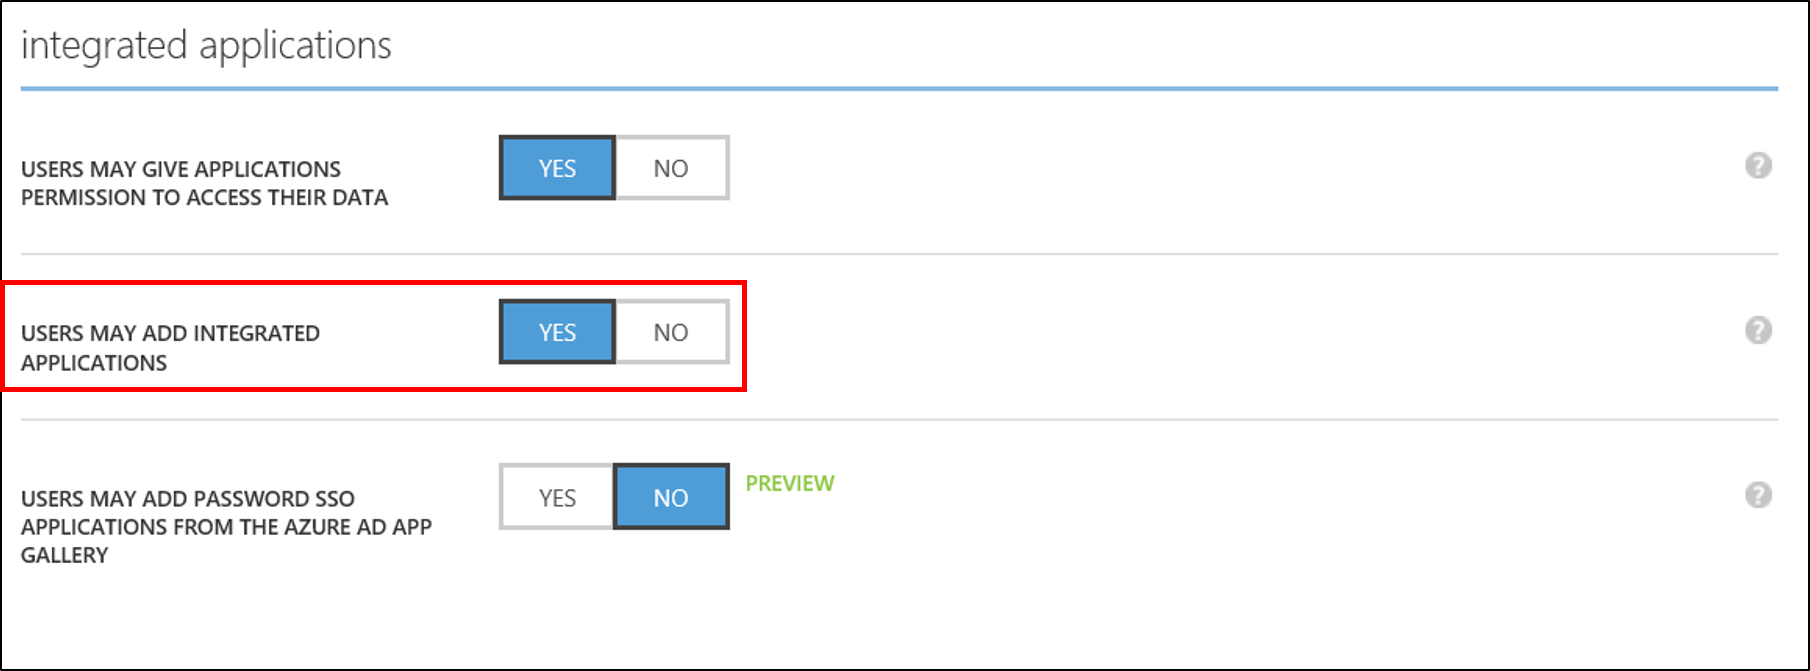 integrated applications
USERS MAY GIVE APPLICATIONS
PERMISSION TO ACCESS THEIR DATA
YES NO
?
USERS MAY ADD INTEGRATED
APPLICATIONS
YES NO
?
USERS MAY ADD PASSWORD SSO
APPLICATIONS FROM THE AZURE AD APP
GALLERY
YES NO
PREVIEW
?